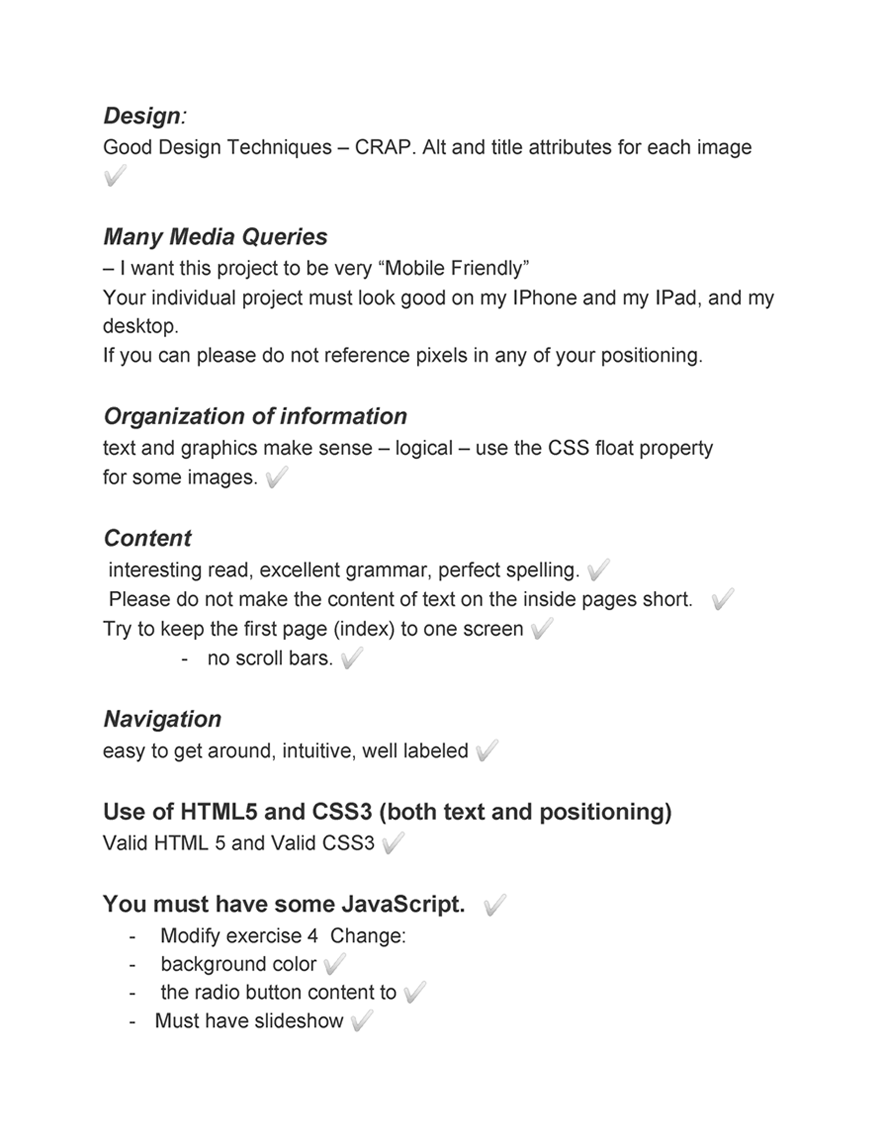 Design:
Good Design Techniques – CRAP. Alt and title attributes for each image
✔
Many Media Queries
– I want this project to be very “Mobile Friendly”
Your individual project must look good on my IPhone and my IPad, and my
desktop.
If you can please do not reference pixels in any of your positioning.
Organization of information
text and graphics make sense – logical – use the CSS float property
for some images. ✔
Content
interesting read, excellent grammar, perfect spelling. ✔
Please do not make the content of text on the inside pages short. ✔
Try to keep the first page (index) to one screen ✔
- no scroll bars. ✔
Navigation
easy to get around, intuitive, well labeled ✔
Use of HTML5 and CSS3 (both text and positioning)
Valid HTML 5 and Valid CSS3 ✔
You must have some JavaScript. ✔
- Modify exercise 4 Change:
- background color ✔
- the radio button content to ✔
- Must have slideshow ✔